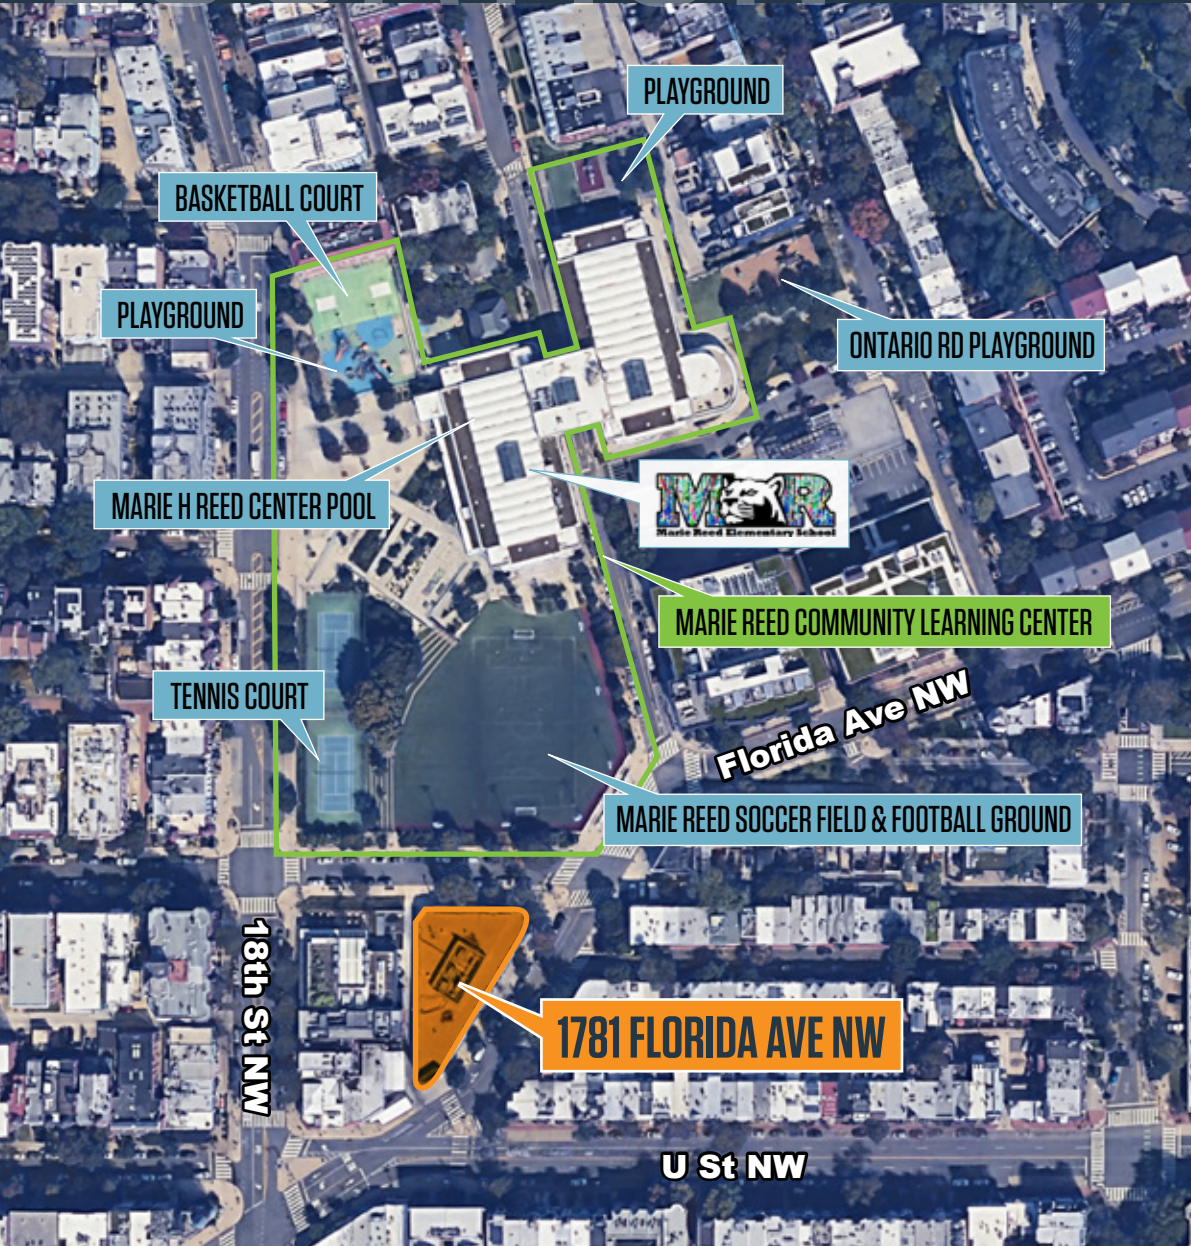 PLAYGROUND
BASKETBALL COURT
PLAYGROUND
ONTARIO RD PLAYGROUND
MARIE H REED CENTER POOL
M R
Marie Reed Elementary School
MARIE REED COMMUNITY LEARNING CENTER
TENNIS COURT
Florida Ave NW
MARIE REED SOCCER FIELD & FOOTBALL GROUND
18th St NW
1781 FLORIDA AVE NW
U St NW